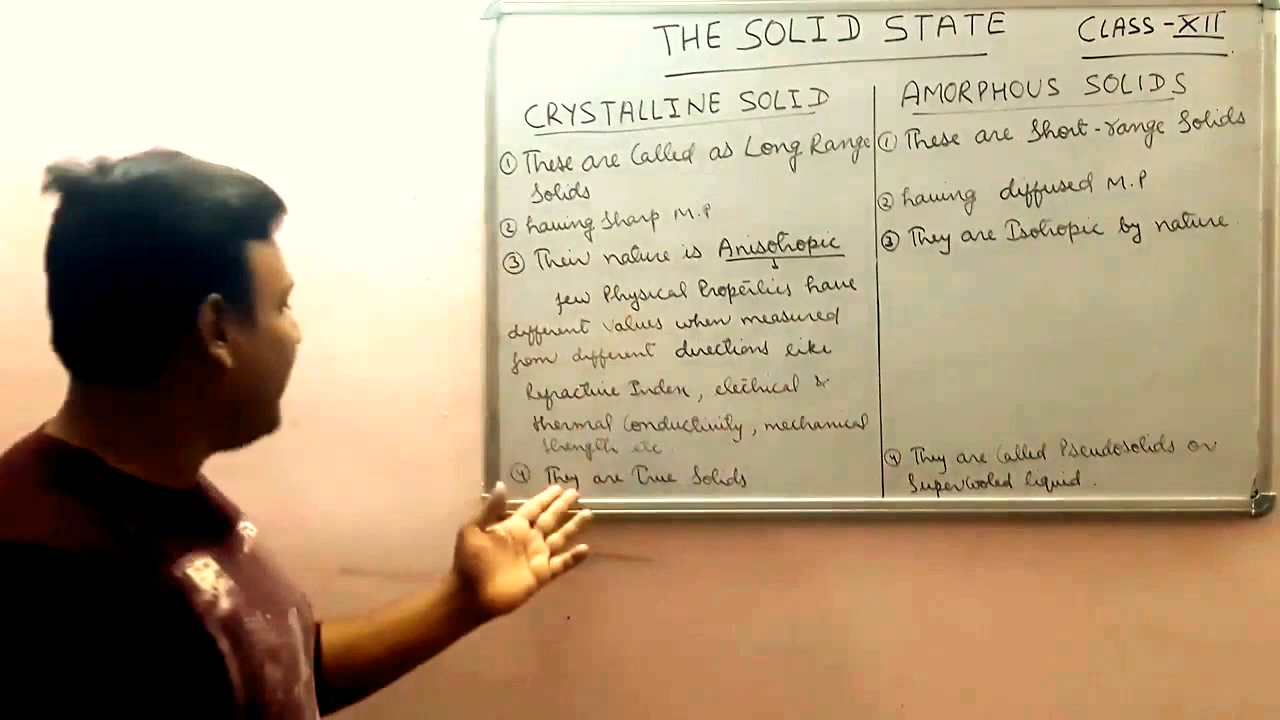 THE SOLID STATE
CLASS-XII
CRYSTALLINE SOLID
① These are Called as Long Range
Solids
② having Sharp M.P
③ Their nature is Anisotropic
few Physical Properties have
different values when measured
from different directions like
Refractive Index, electrical &
thermal Conductivity, mechanical
strength etc.
④ They are True Solids
AMORPHOUS SOLIDS
① These are Short-range Solids
② having diffused M.P
③ They are Isotropic by nature.
④ They are Called Pseudosolids or
Supercooled liquid.